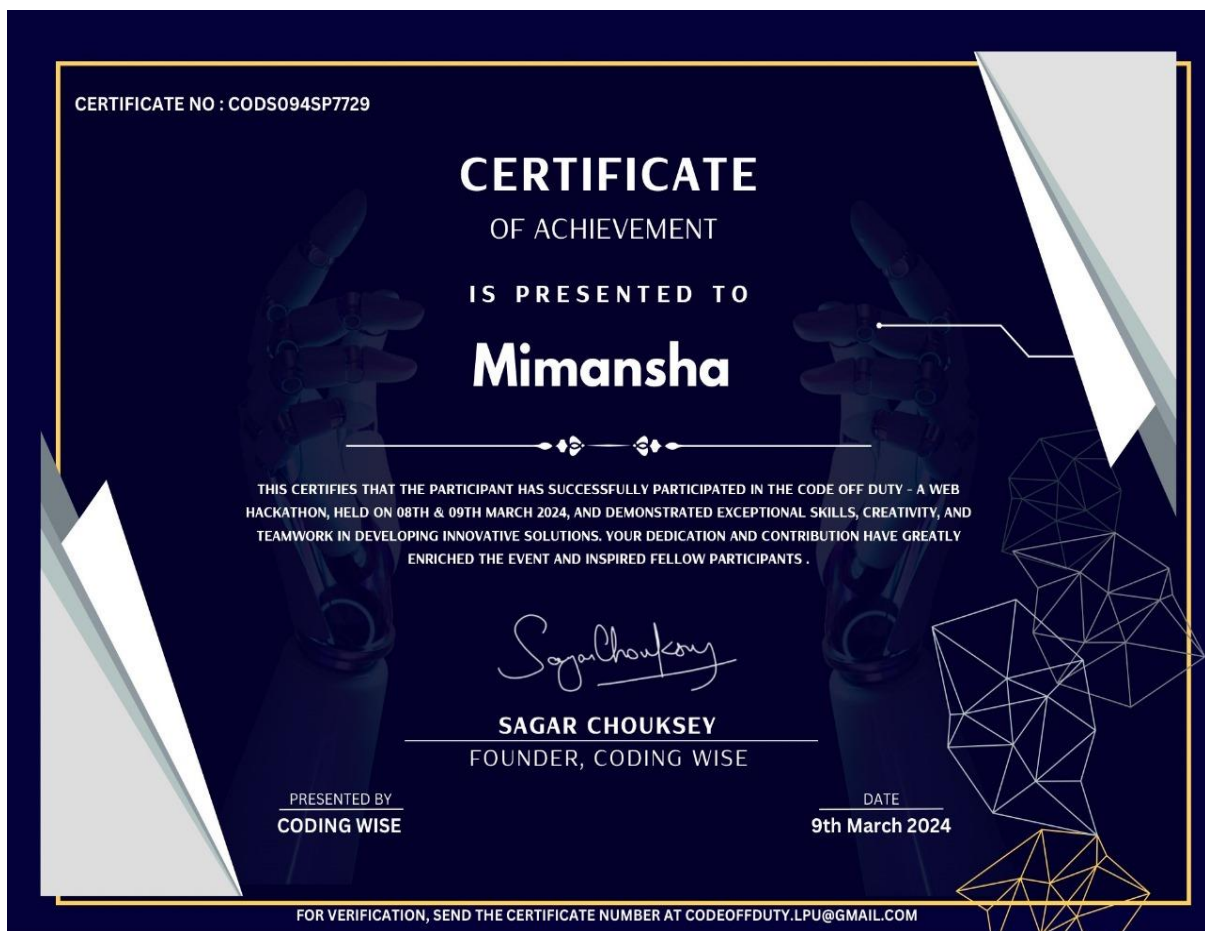 CERTIFICATE NO : CODS094SP7729
CERTIFICATE
OF ACHIEVEMENT
IS PRESENTED TO
Mimansha
THIS CERTIFIES THAT THE PARTICIPANT HAS SUCCESSFULLY PARTICIPATED IN THE CODE OFF DUTY - A WEB
HACKATHON, HELD ON 08TH & 09TH MARCH 2024, AND DEMONSTRATED EXCEPTIONAL SKILLS, CREATIVITY, AND
TEAMWORK IN DEVELOPING INNOVATIVE SOLUTIONS. YOUR DEDICATION AND CONTRIBUTION HAVE GREATLY
ENRICHED THE EVENT AND INSPIRED FELLOW PARTICIPANTS .
Sagar Chouksey
SAGAR CHOUKSEY
FOUNDER, CODING WISE
PRESENTED BY
CODING WISE
DATE
9th March 2024
FOR VERIFICATION, SEND THE CERTIFICATE NUMBER AT CODEOFFDUTY.LPU@GMAIL.COM